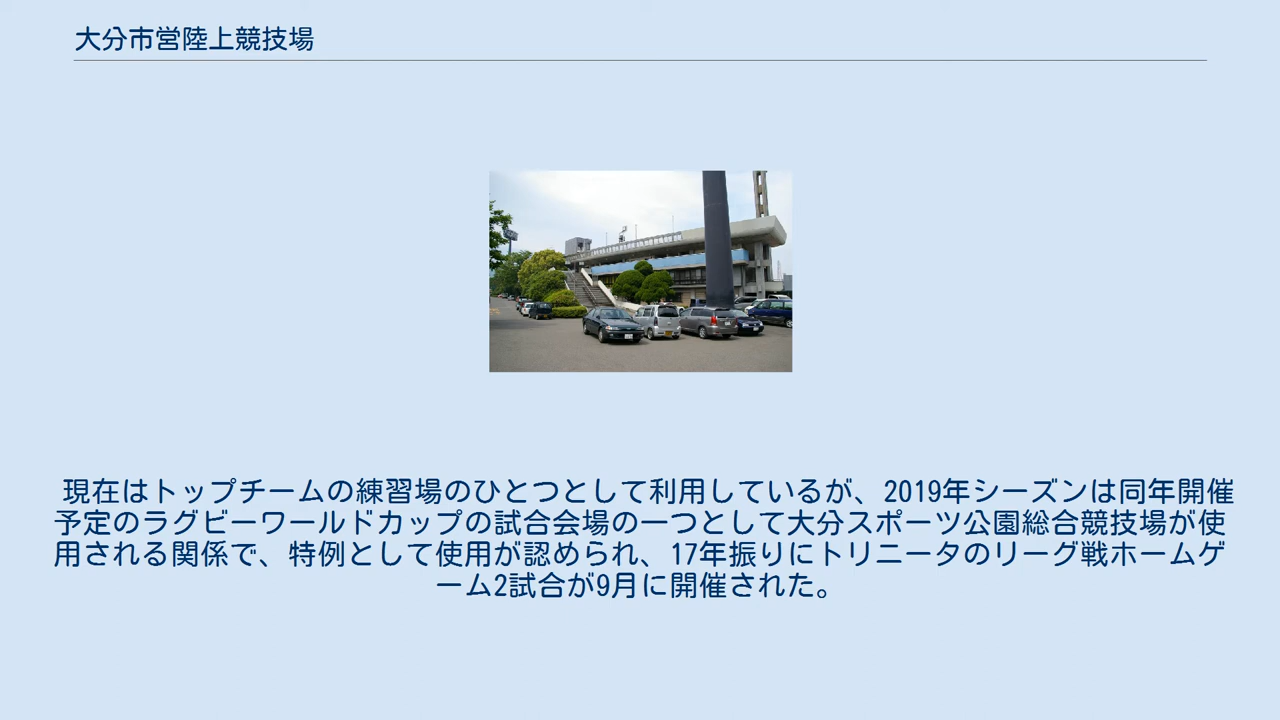 大分市営陸上競技場
現在はトップチームの練習場のひとつとして利用しているが、2019年シーズンは同年開催
予定のラグビーワールドカップの試合会場の一つとして大分スポーツ公園総合競技場が使
用される関係で、特例として使用が認められ、17年振りにトリニータのリーグ戦ホームゲ
ーム2試合が9月に開催された。